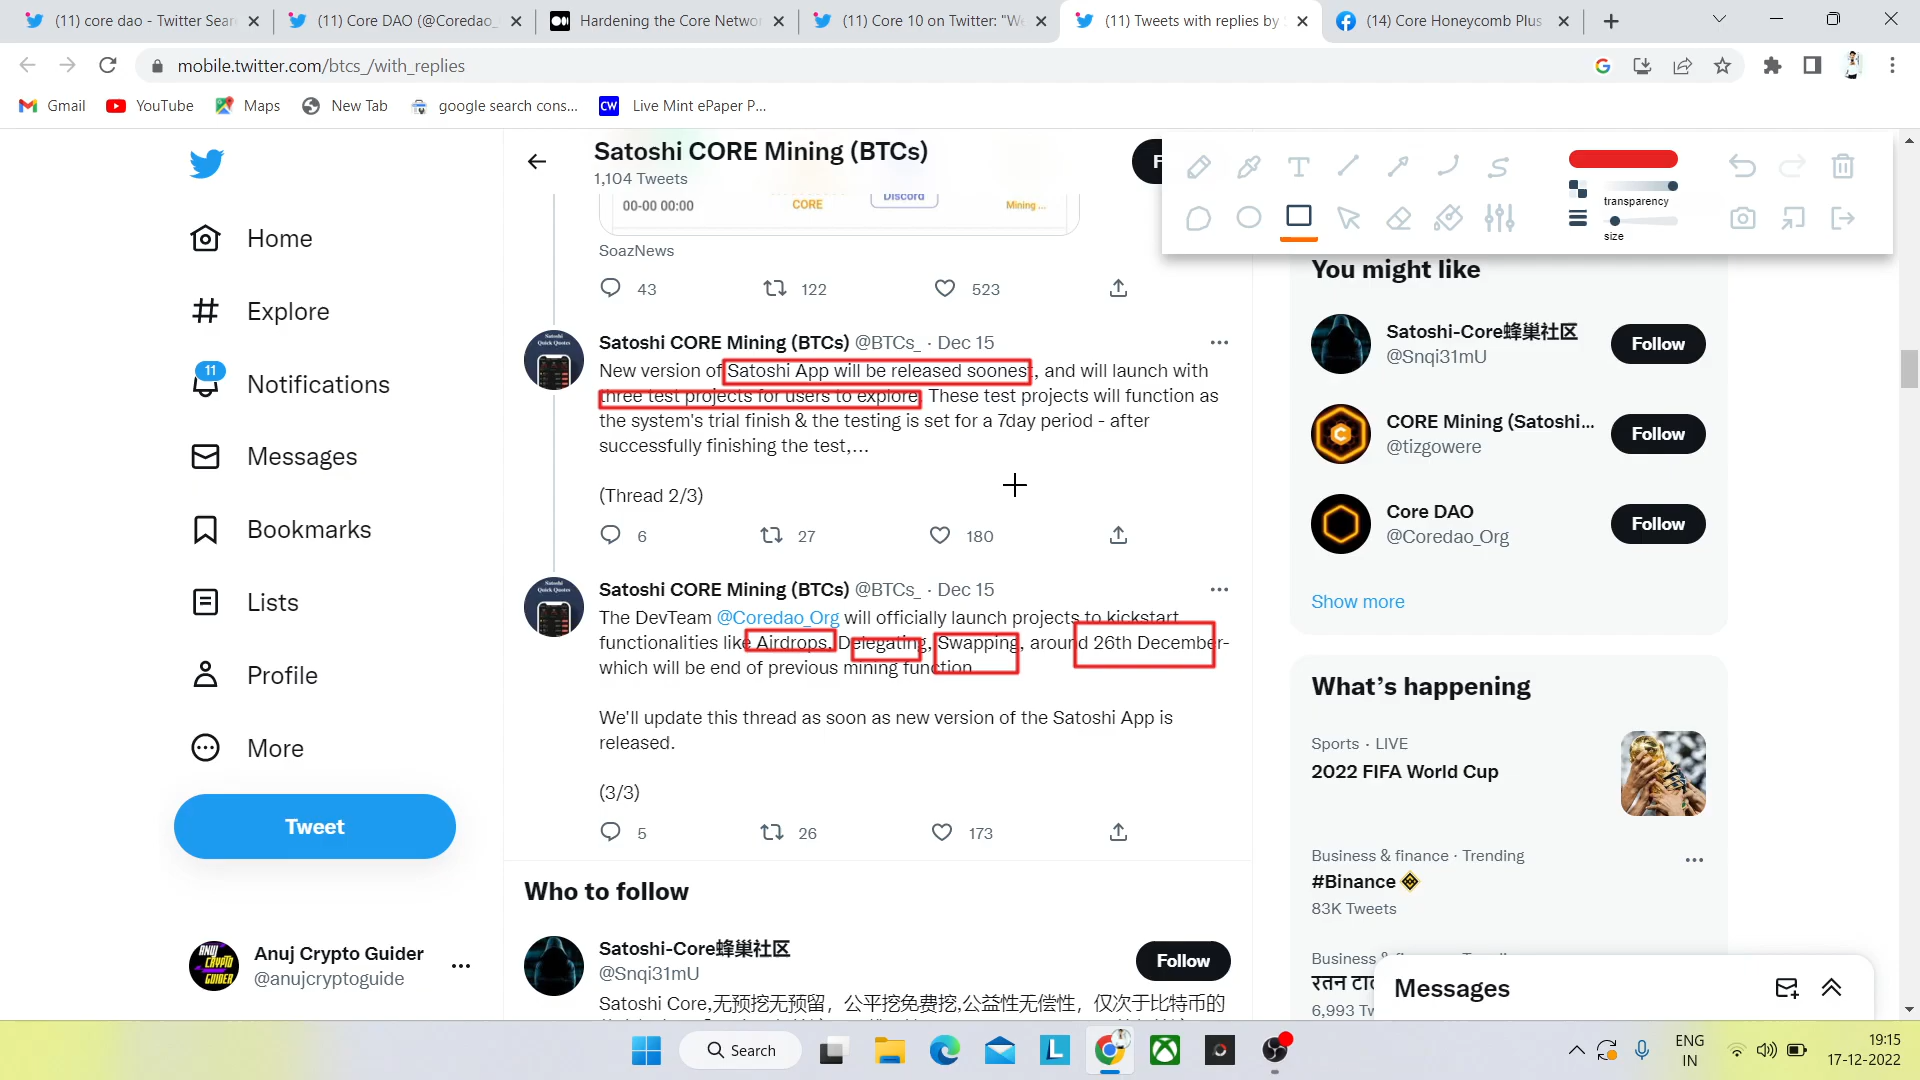 (11) core dao - Twitter Sear
(11) Core DAO (@Coredao_
Hardening the Core Networ
(11) Core 10 on Twitter: "We
(11) Tweets with replies by
(14) Core Honeycomb Plus
mobile.twitter.com/btcs_/with_replies
Gmail
YouTube
Maps
New Tab
google search cons...
CW
Live Mint ePaper P...
Satoshi CORE Mining (BTCs)
1,104 Tweets
F
transparency
size
Home
Explore
11
Notifications
Messages
Bookmarks
Lists
Profile
More
Tweet
Anuj Crypto Guider
@anujcryptoguide
00-00 00:00
CORE
Discord
Mining ...
SoazNews
43
122
523
Satoshi CORE Mining (BTCs) @BTCs_ · Dec 15
New version of Satoshi App will be released soonest, and will launch with
three test projects for users to explore. These test projects will function as
the system's trial finish & the testing is set for a 7day period - after
successfully finishing the test,...
(Thread 2/3)
6
27
180
Satoshi CORE Mining (BTCs) @BTCs_ · Dec 15
The DevTeam @Coredao_Org will officially launch projects to kickstart
functionalities like Airdrops, Delegating, Swapping, around 26th December-
which will be end of previous mining function.
We'll update this thread as soon as new version of the Satoshi App is
released.
(3/3)
5
26
173
Who to follow
Satoshi-Core蜂巢社区
@Snqi31mU
Follow
Satoshi Core,无预挖无预留，公平挖免费挖,公益性无偿性，仅次于比特币的
You might like
Satoshi-Core蜂巢社区
@Snqi31mU
Follow
CORE Mining (Satoshi...
@tizgowere
Follow
Core DAO
@Coredao_Org
Follow
Show more
What's happening
Sports · LIVE
2022 FIFA World Cup
Business & finance · Trending
#Binance
83K Tweets
Business
रतन टा
6,993 Tw
Messages
Search
ENG
IN
19:15
17-12-2022